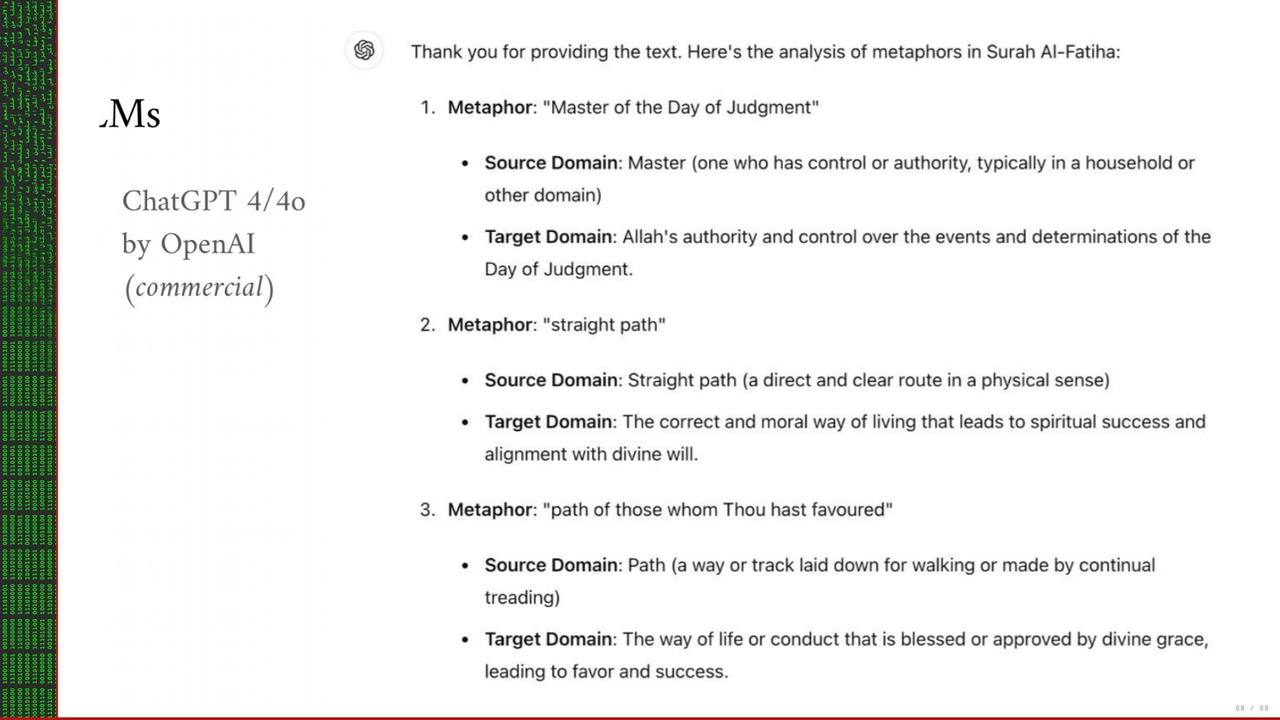 .Ms
ChatGPT 4/4o
by OpenAI
(commercial)
Thank you for providing the text. Here's the analysis of metaphors in Surah Al-Fatiha:
1. Metaphor: "Master of the Day of Judgment"
• Source Domain: Master (one who has control or authority, typically in a household or
other domain)
• Target Domain: Allah's authority and control over the events and determinations of the
Day of Judgment.
2. Metaphor: "straight path"
• Source Domain: Straight path (a direct and clear route in a physical sense)
• Target Domain: The correct and moral way of living that leads to spiritual success and
alignment with divine will.
3. Metaphor: "path of those whom Thou hast favoured"
• Source Domain: Path (a way or track laid down for walking or made by continual
treading)
• Target Domain: The way of life or conduct that is blessed or approved by divine grace,
leading to favor and success.
68 / 68